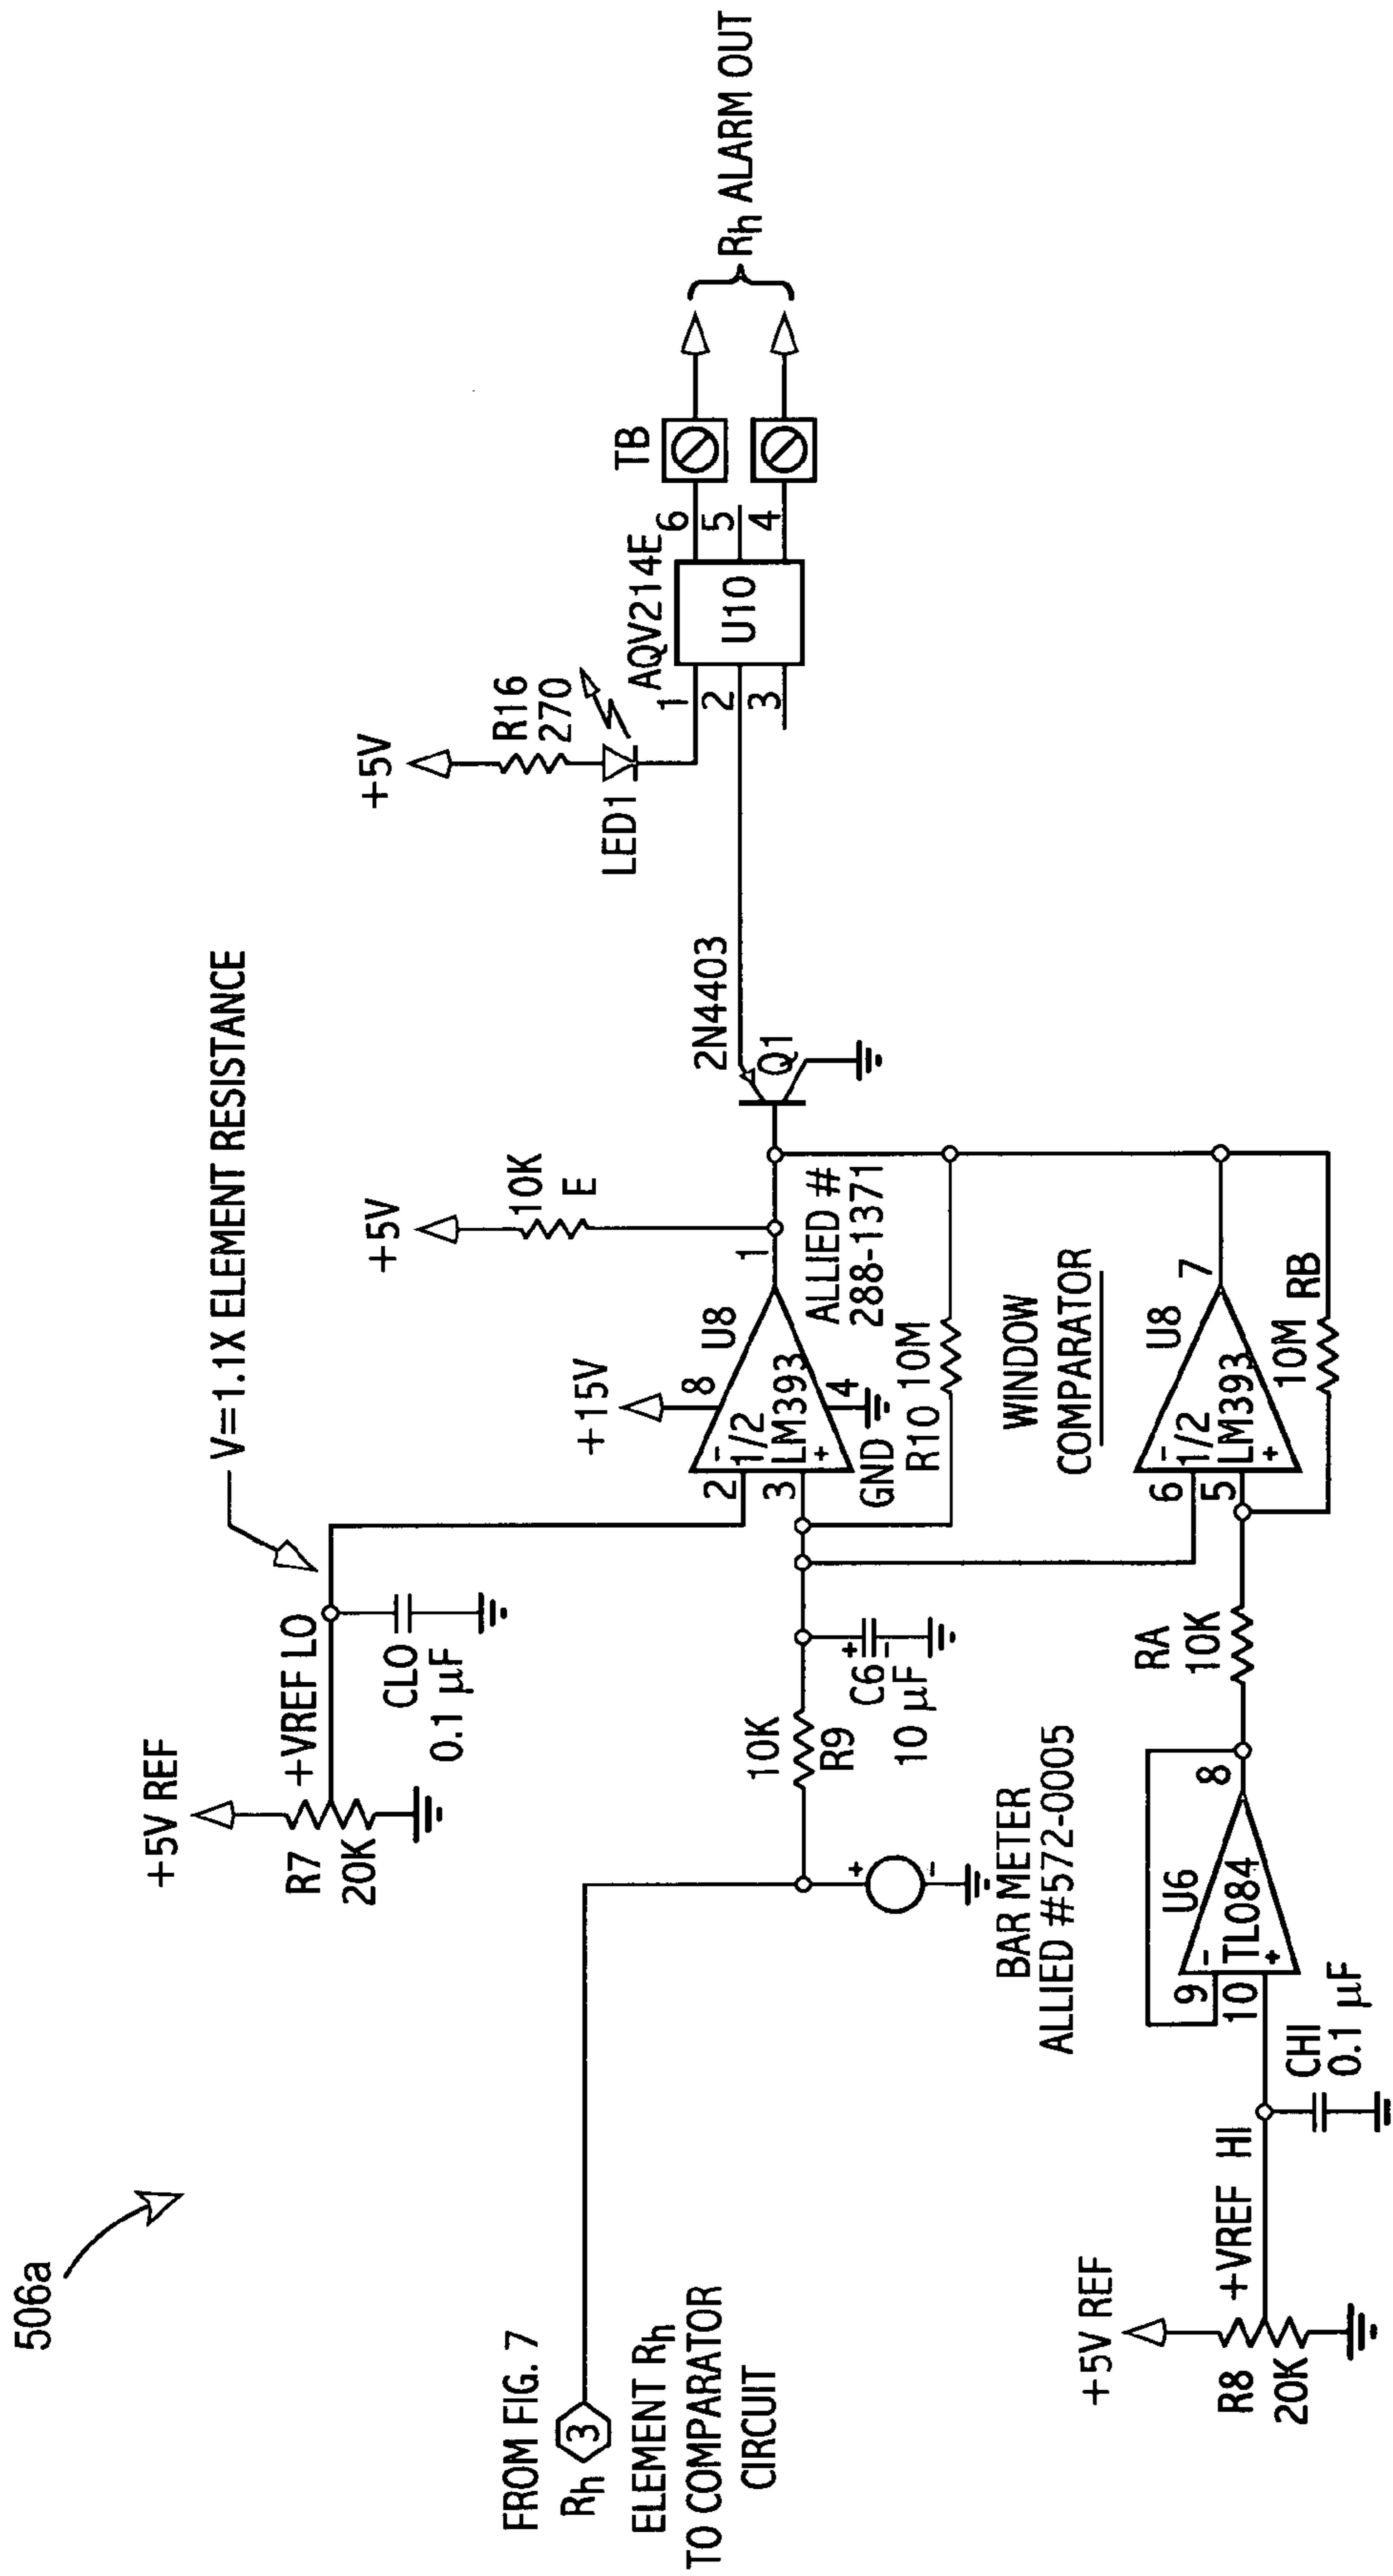 506a
V=1.1X ELEMENT RESISTANCE
+5V REF
R7
20K
+VREF LO
CLO
0.1 µF
+5V
10K
E
+5V
R16
270
LED1
AQV214E
1
2
3
U10
6
5
4
TB
Rh ALARM OUT
2N4403
Q1
+15V
8
U8
2
3
−
1/2
LM393
+
1
4
GND
ALLIED #
288-1371
R10 10M
FROM FIG. 7
Rh 3
ELEMENT Rh
TO COMPARATOR
CIRCUIT
10K
R9
+
−
C6
10 µF
+
−
BAR METER
ALLIED #572-0005
WINDOW
COMPARATOR
U8
6
5
−
1/2
LM393
+
7
10M RB
RA
10K
U6
9
10
−
TL084
+
8
+5V REF
R8
20K
+VREF HI
CHI
0.1 µF